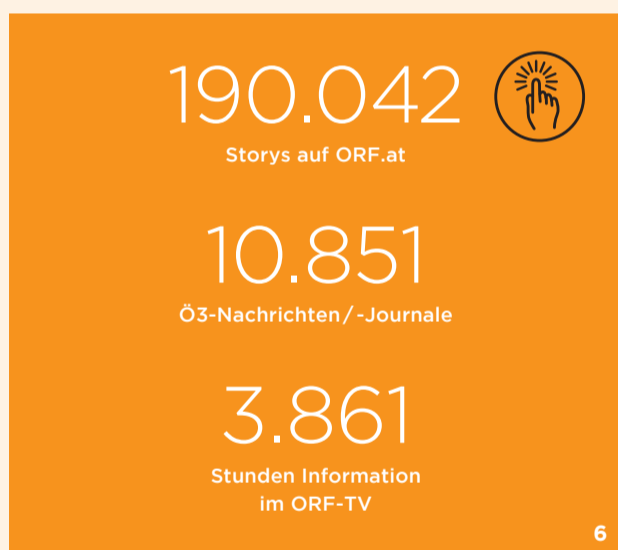 190.042
Storys auf ORF.at
10.851
Ö3-Nachrichten/-Journale
3.861
Stunden Information
im ORF-TV
6